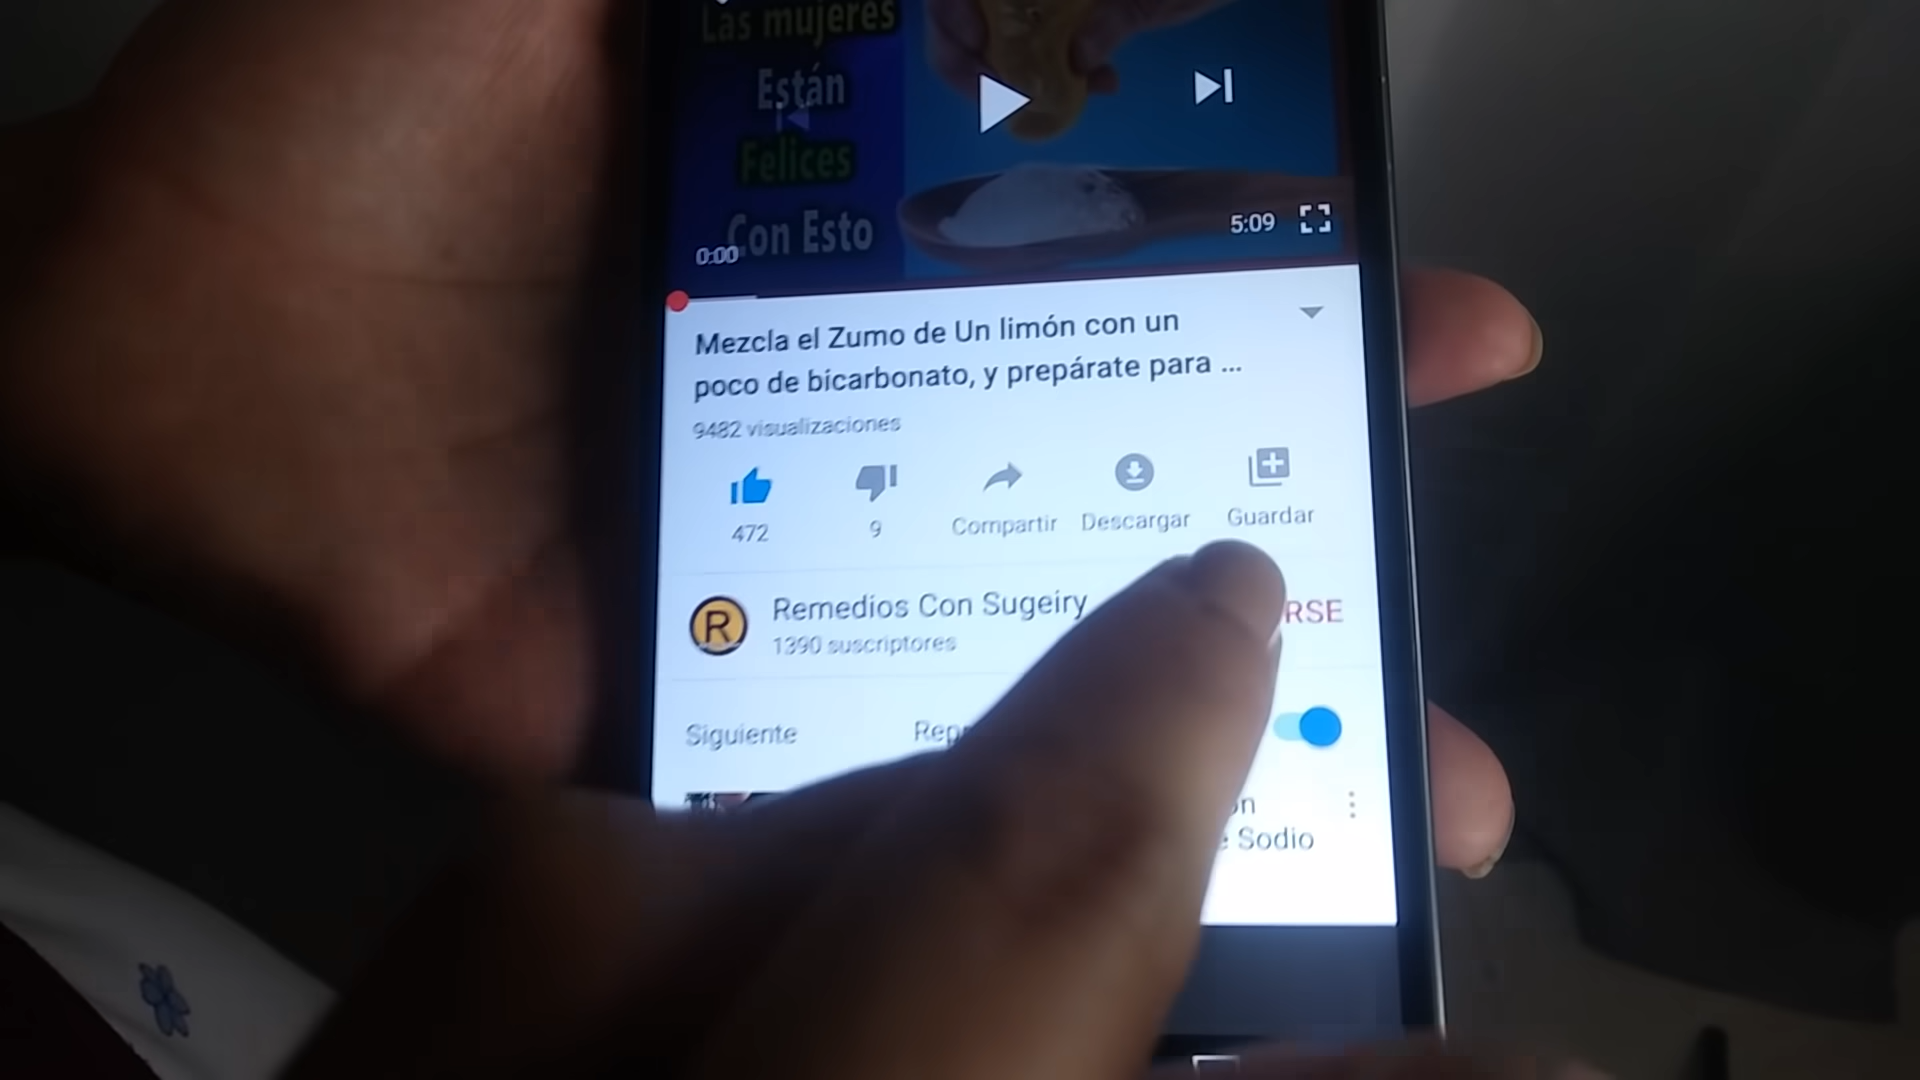 Las mujeres
Están
Felices
Con Esto
0:00
5:09
Mezcla el Zumo de Un limón con un
poco de bicarbonato, y prepárate para ...
9482 visualizaciones
472
9
Compartir
Descargar
Guardar
R
Remedios Con Sugeiry
RSE
1390 suscriptores
Siguiente
Sodio